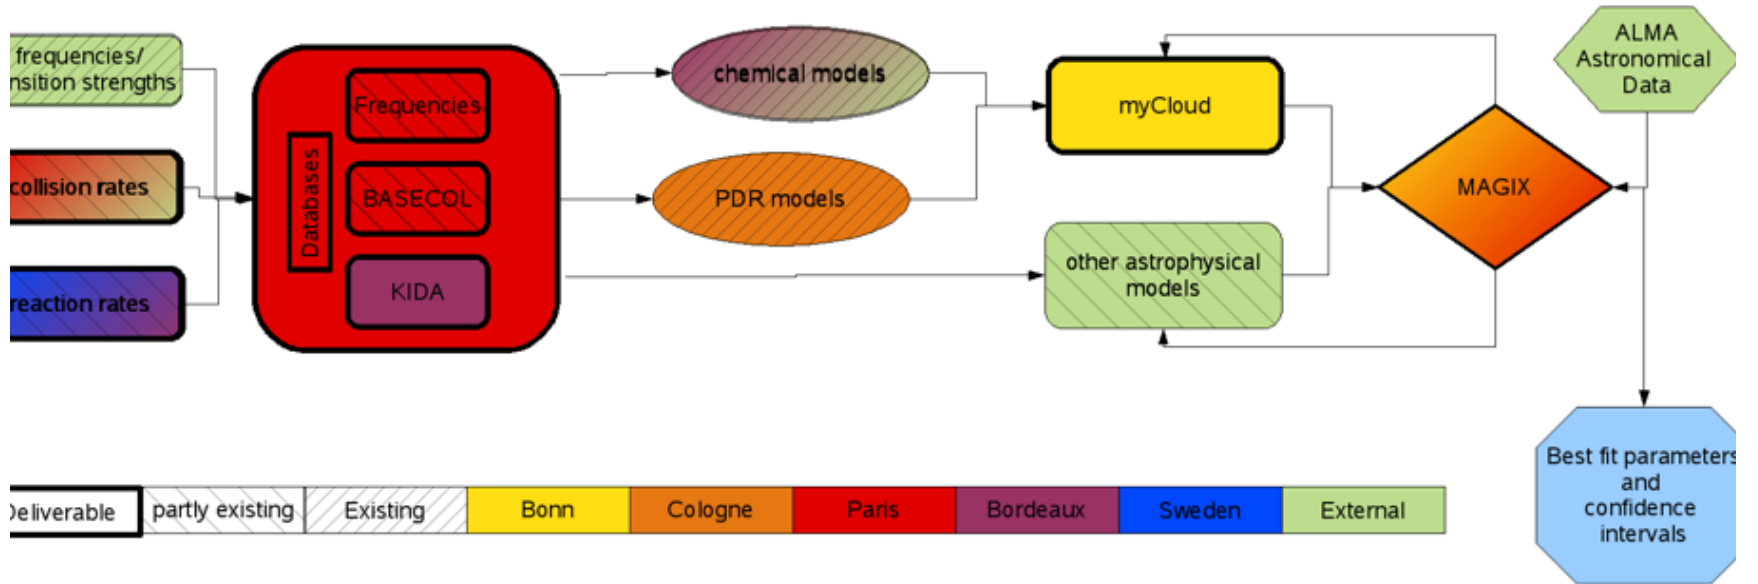 frequencies/
nsition strengths
collision rates
reaction rates
Databases
Frequencies
BASECOL
KIDA
chemical models
PDR models
myCloud
other astrophysical
models
MAGIX
ALMA
Astronomical
Data
Best fit parameters
and
confidence
intervals
Deliverable
partly existing
Existing
Bonn
Cologne
Paris
Bordeaux
Sweden
External